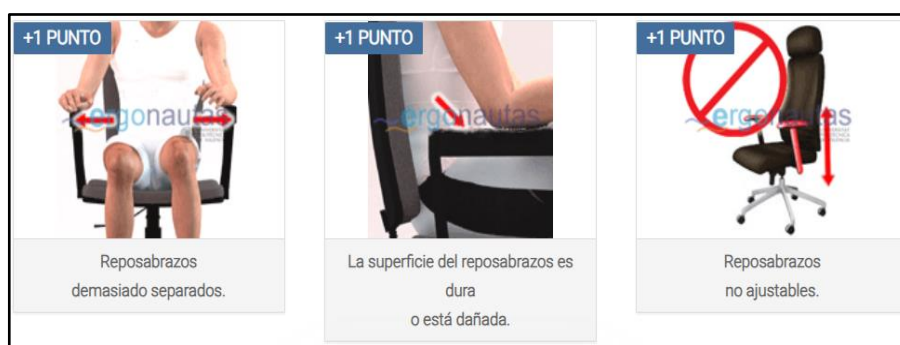 +1 PUNTO
ergonautas
Reposabrazos
demasiado separados.
+1 PUNTO
ergonautas
La superficie del reposabrazos es
dura
o está dañada.
+1 PUNTO
ergonautas
Reposabrazos
no ajustables.